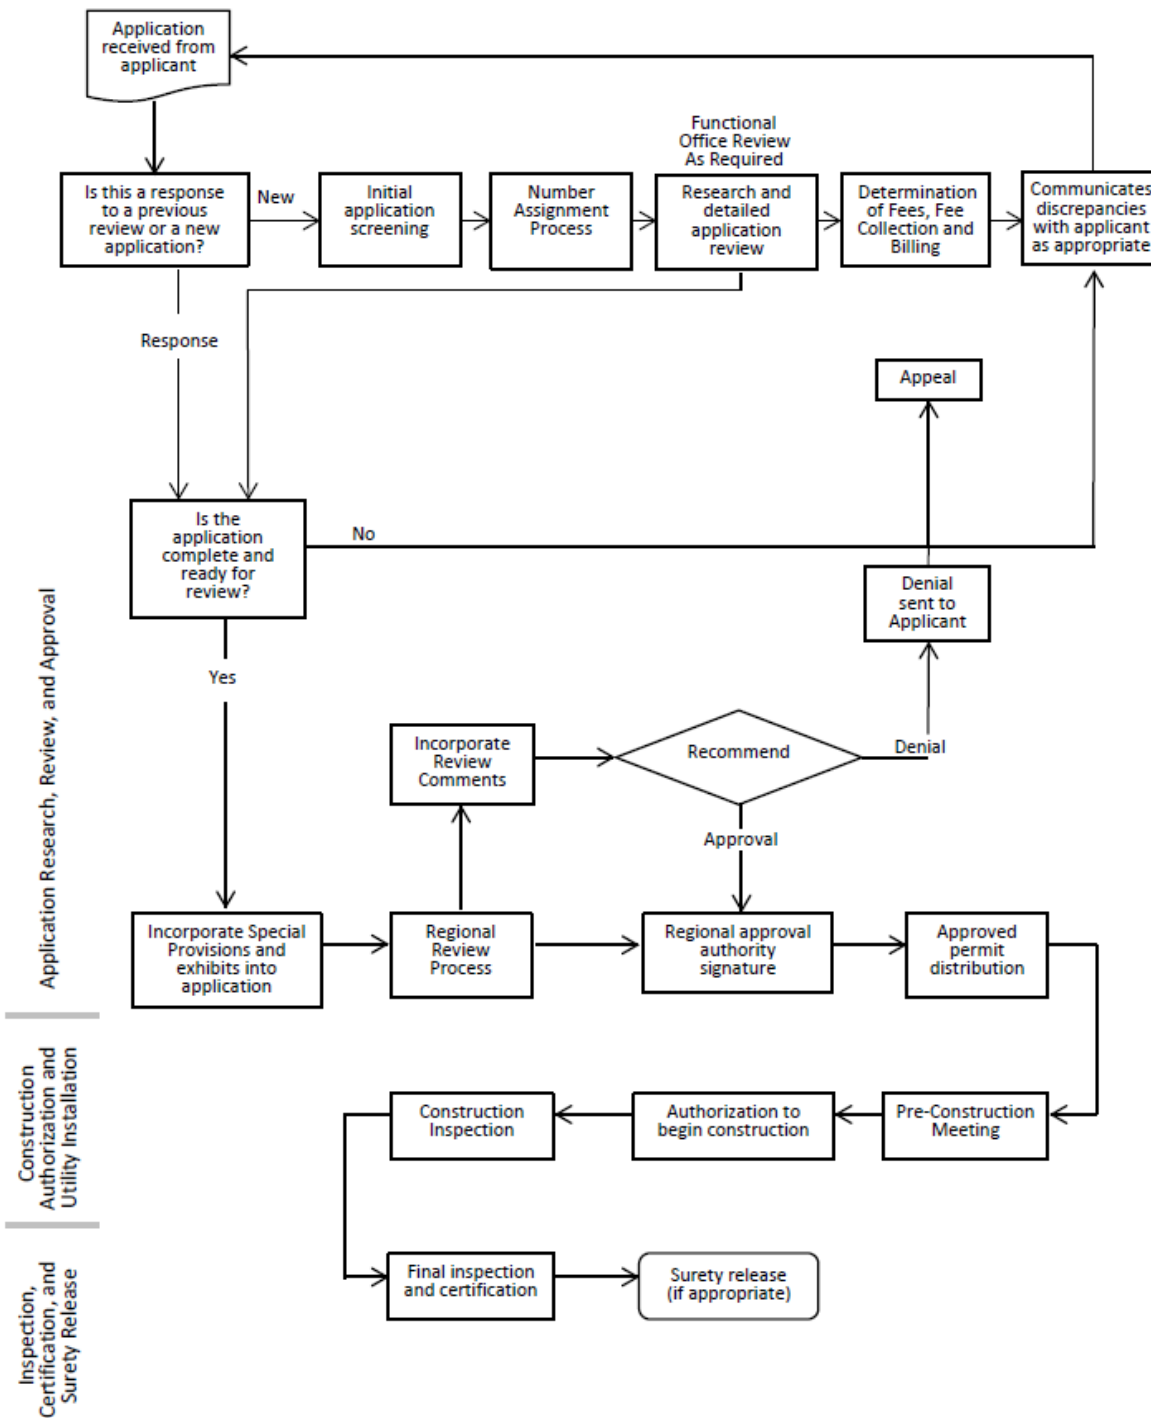 Application
received from
applicant
Functional
Office Review
As Required
Is this a response
to a previous
review or a new
application?
New
Initial
application
screening
Number
Assignment
Process
Research and
detailed
application
review
Determination
of Fees, Fee
Collection and
Billing
Communicates
discrepancies
with applicant
as appropriate
Response
Appeal
Is the
application
complete and
ready for
review?
No
Denial
sent to
Applicant
Yes
Incorporate
Review
Comments
Recommend
Denial
Approval
Application Research, Review, and Approval
Incorporate Special
Provisions and
exhibits into
application
Regional
Review
Process
Regional approval
authority
signature
Approved
permit
distribution
Construction
Authorization and
Utility Installation
Construction
Inspection
Authorization to
begin construction
Pre-Construction
Meeting
Inspection,
Certification, and
Surety Release
Final inspection
and certification
Surety release
(if appropriate)